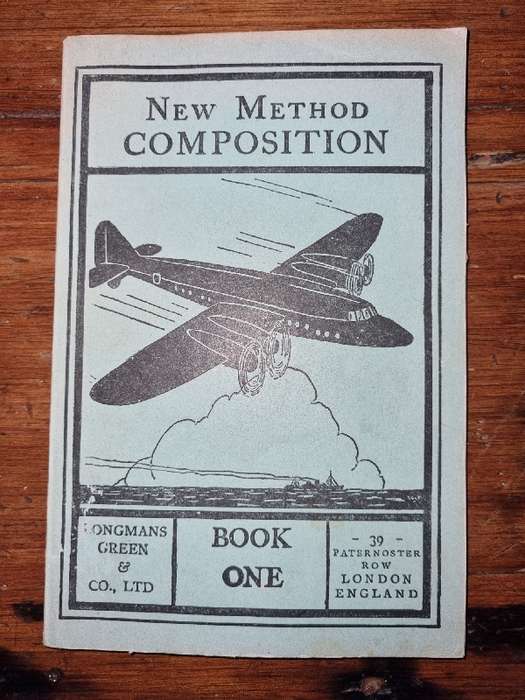 NEW METHOD
COMPOSITION
LONGMANS
GREEN
&
CO., LTD
BOOK
ONE
- 39 -
PATERNOSTER
ROW
LONDON
ENGLAND